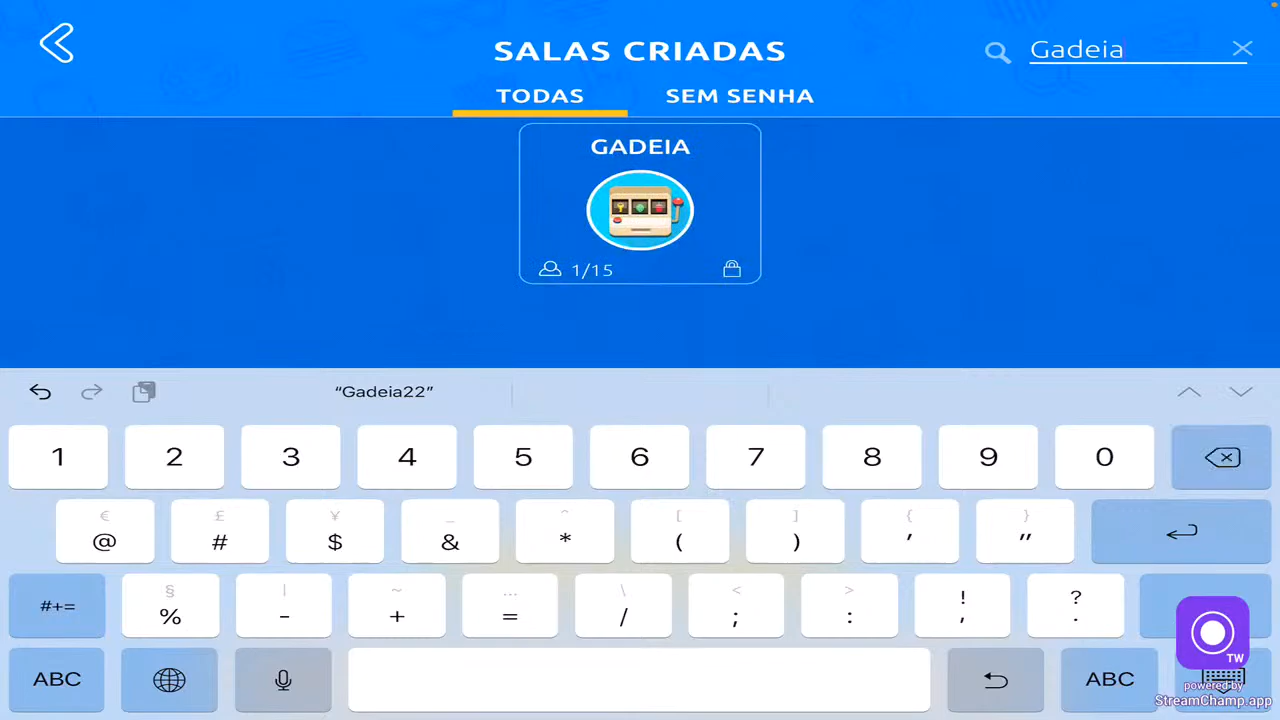 SALAS CRIADAS
Gadeia
TODAS
SEM SENHA
GADEIA
1/15
“Gadeia22”
1 2 3 4 5 6 7 8 9 0
€ £ ¥ _ ^ [ ] { }
@ # $ & * ( ) ' "
§ | ~ … \ < > ! ?
#+= % - + = / ; : , .
ABC
ABC
TW
powered by
StreamChamp.app